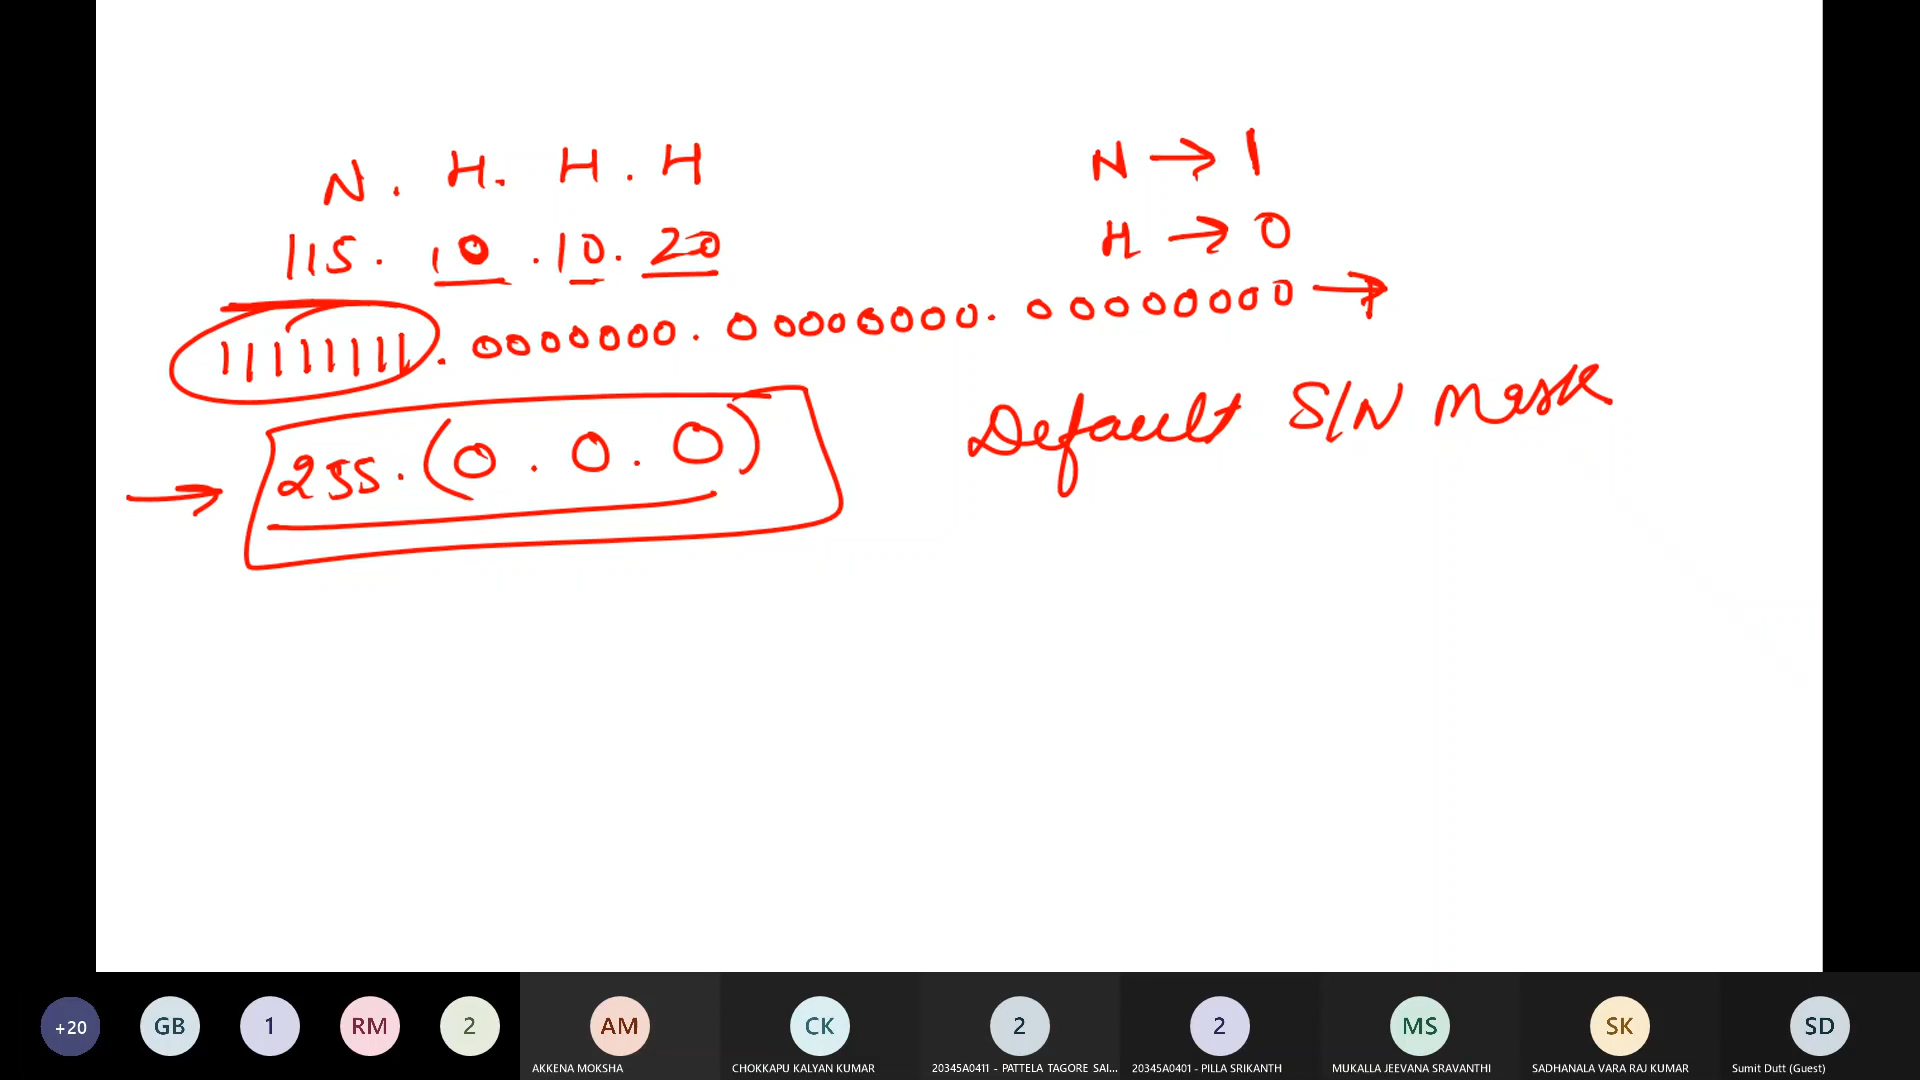 N. H. H. H
N → 1
115. 10 .10. 20
H → 0
11111111. 0000000. 00000000. 00000000 →
Default S/N mask
→ 255. (0. 0. 0)
+20
GB
1
RM
2
AM
CK
2
2
MS
SK
SD
AKKENA MOKSHA
CHOKKAPU KALYAN KUMAR
20345A0411 - PATTELA TAGORE SAI...
20345A0401 - PILLA SRIKANTH
MUKALLA JEEVANA SRAVANTHI
SADHANALA VARA RAJ KUMAR
Sumit Dutt (Guest)